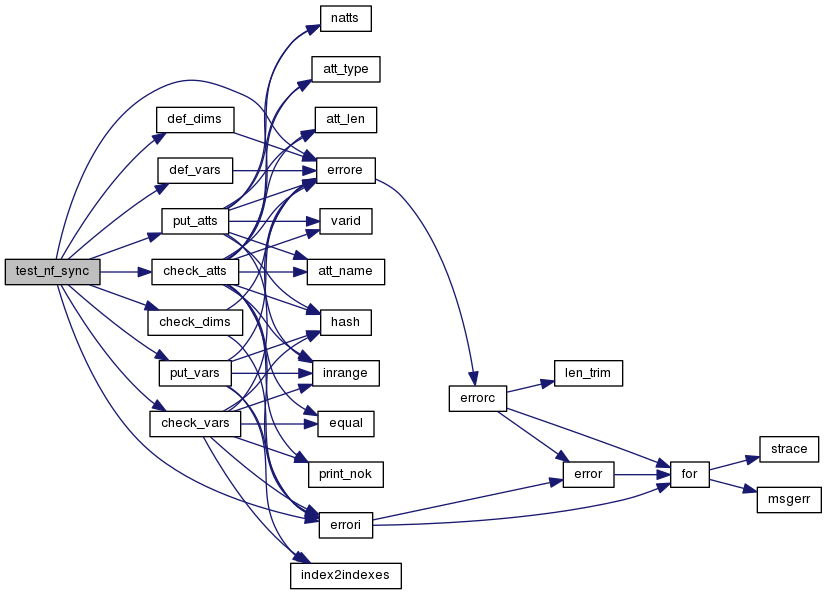 test_nf_sync
def_dims
def_vars
put_atts
check_atts
check_dims
put_vars
check_vars
natts
att_type
att_len
errore
varid
att_name
hash
inrange
equal
print_nok
errori
index2indexes
errorc
len_trim
error
for
strace
msgerr